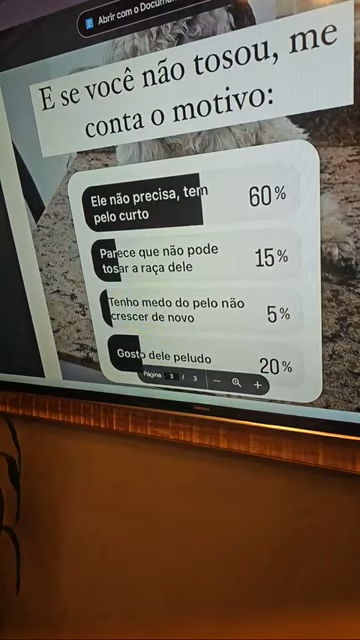 Abrir com o Docum
E se você não tosou, me
conta o motivo:
Ele não precisa, tem
pelo curto
60%
Parece que não pode
tosar a raça dele
15%
Tenho medo do pelo não
crescer de novo
5%
Gosto dele peludo
20%
Página 3 / 3 − +